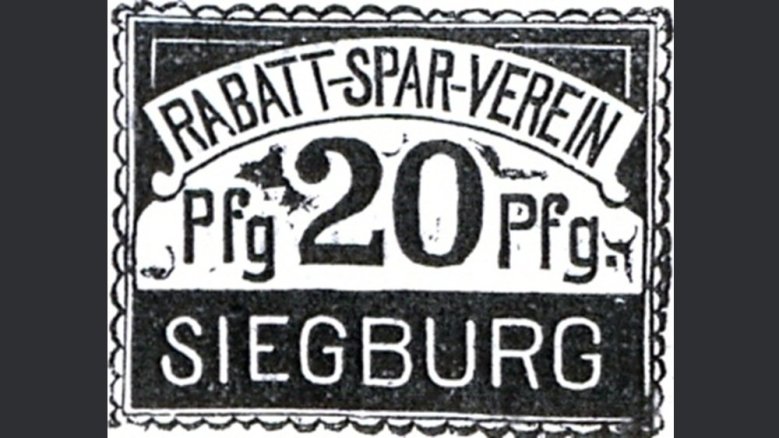 RABATT-SPAR-VEREIN
Pfg 20 Pfg.
SIEGBURG